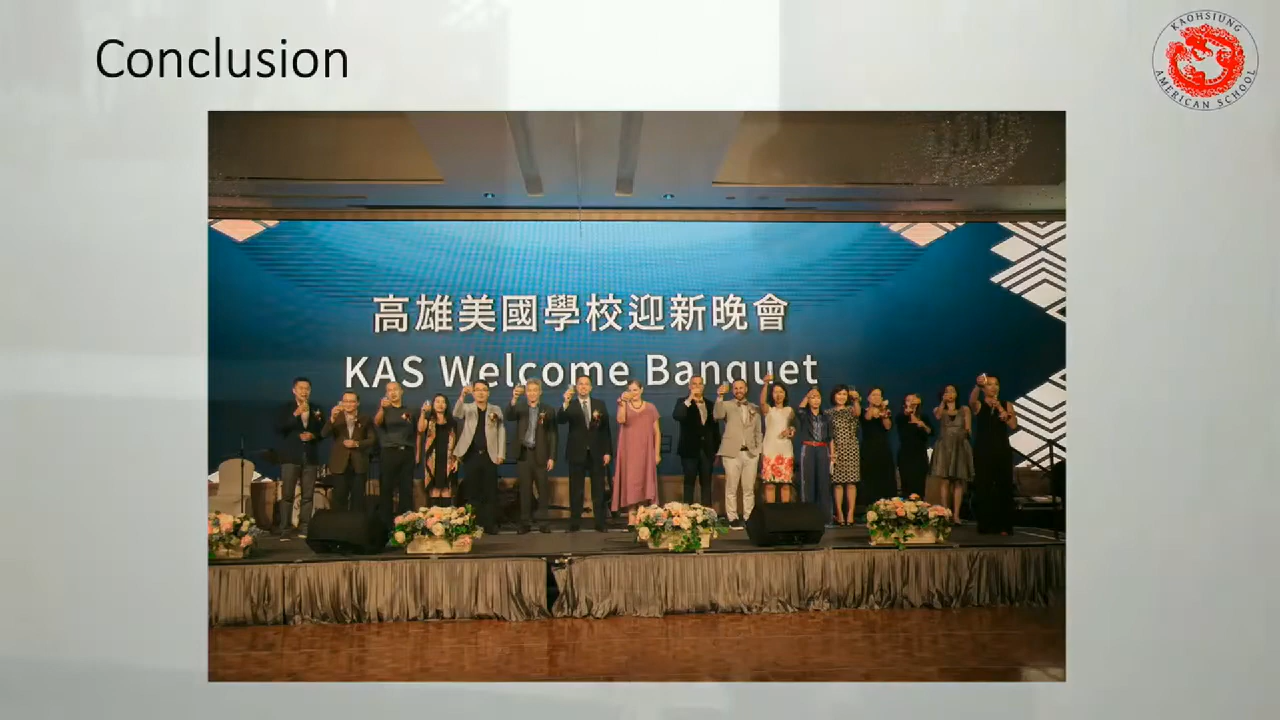 Conclusion
KAOHSIUNG
AMERICAN SCHOOL
高雄美國學校迎新晚會
KAS Welcome Banquet